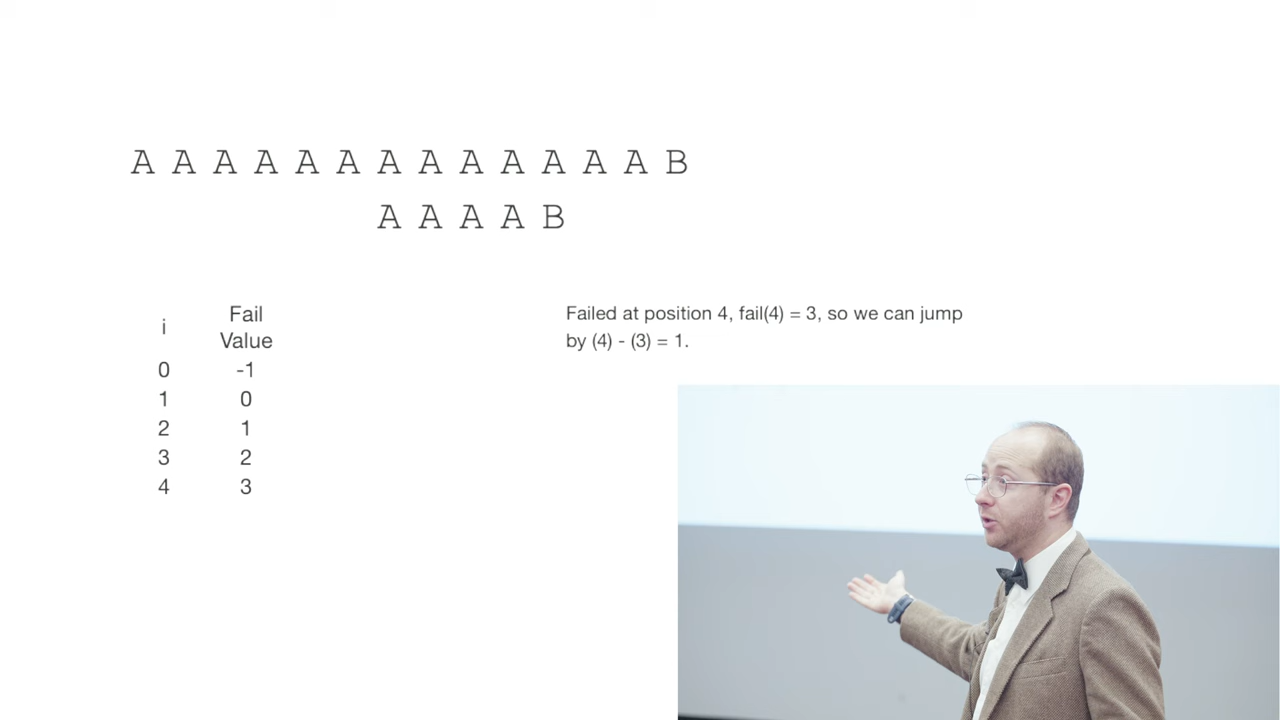 A A A A A A A A A A A A A B
A A A A B
i
Fail
Value
0 -1
1 0
2 1
3 2
4 3
Failed at position 4, fail(4) = 3, so we can jump
by (4) - (3) = 1.